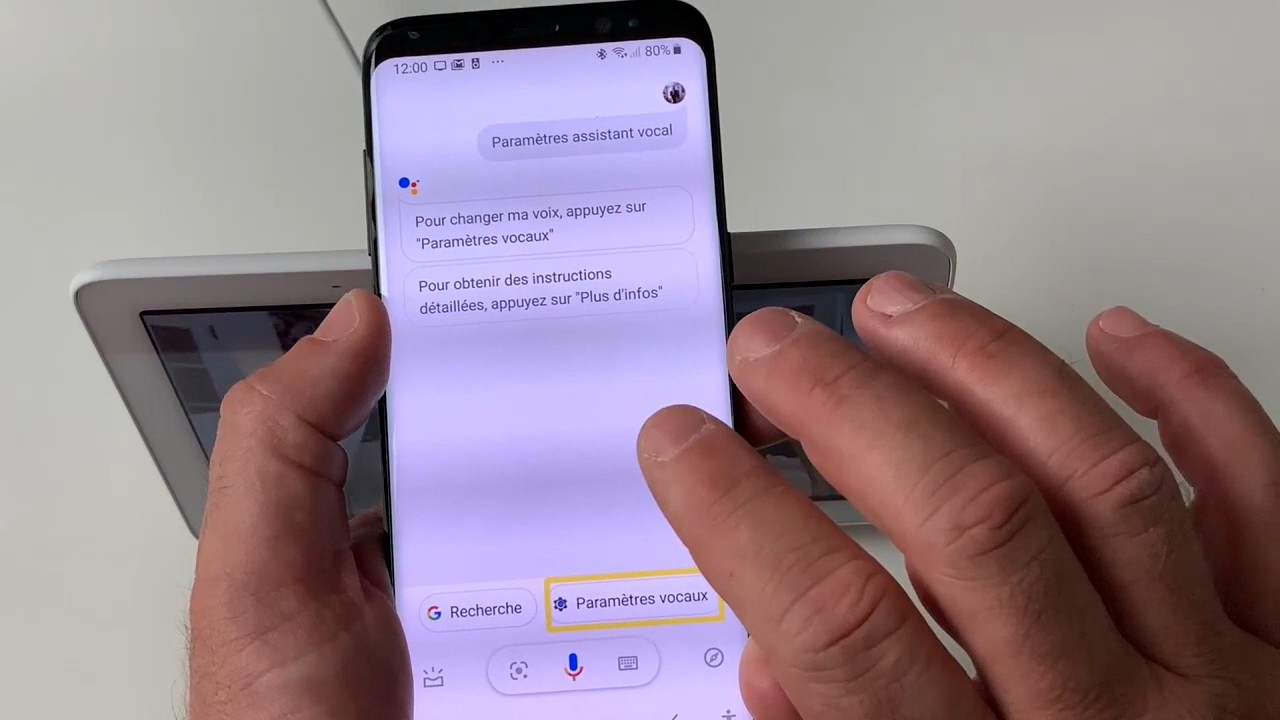 12:00 80%
Paramètres assistant vocal
Pour changer ma voix, appuyez sur
"Paramètres vocaux"
Pour obtenir des instructions
détaillées, appuyez sur "Plus d'infos"
G Recherche
Paramètres vocaux